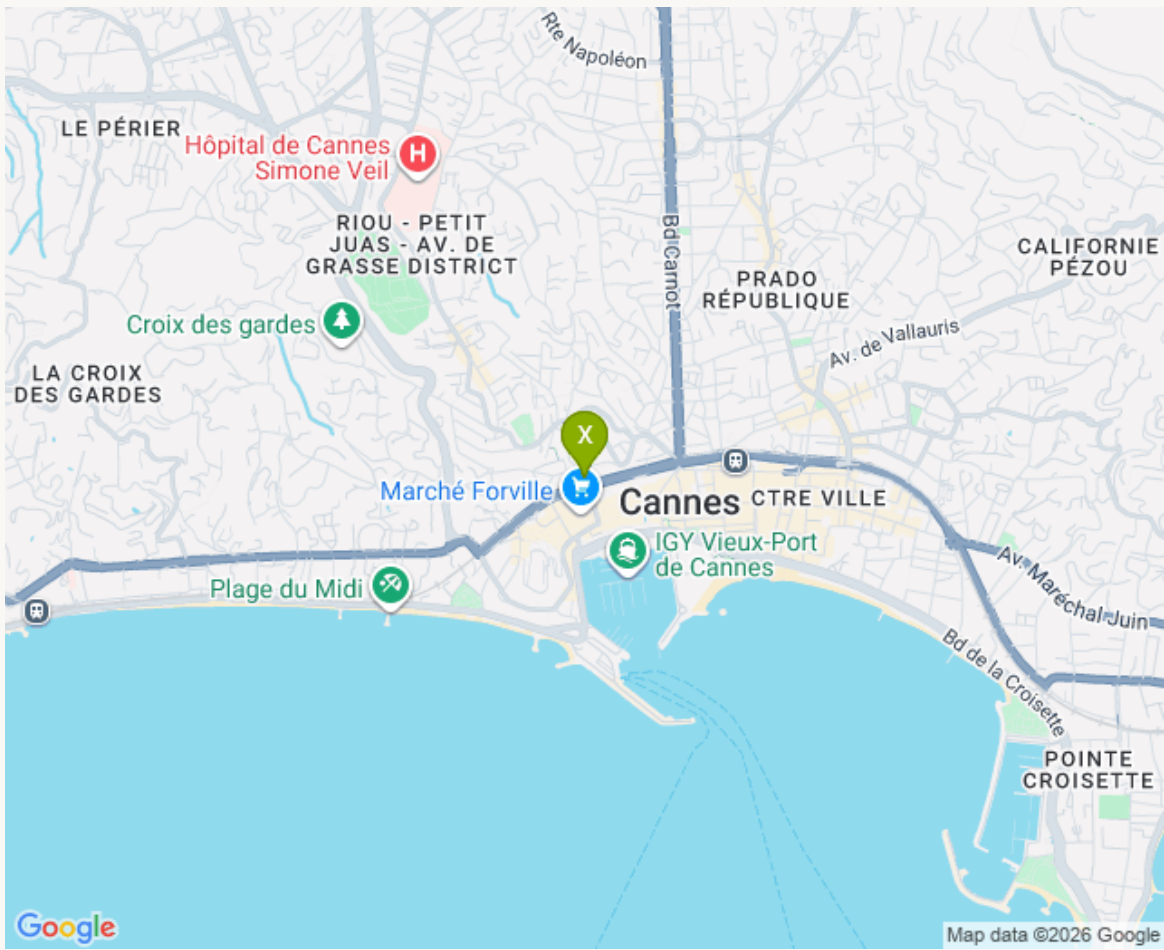 Rte Napoléon
LE PÉRIER
Hôpital de Cannes
Simone Veil
H
RIOU - PETIT
JUAS - AV. DE
GRASSE DISTRICT
Bd Carnot
CALIFORNIE
PÉZOU
PRADO
RÉPUBLIQUE
Croix des gardes
Av. de Vallauris
LA CROIX
DES GARDES
X
Marché Forville
Cannes
CTRE VILLE
IGY Vieux-Port
de Cannes
Plage du Midi
Av. Maréchal Juin
Bd de la Croisette
POINTE
CROISETTE
Google
Map data ©2026 Google